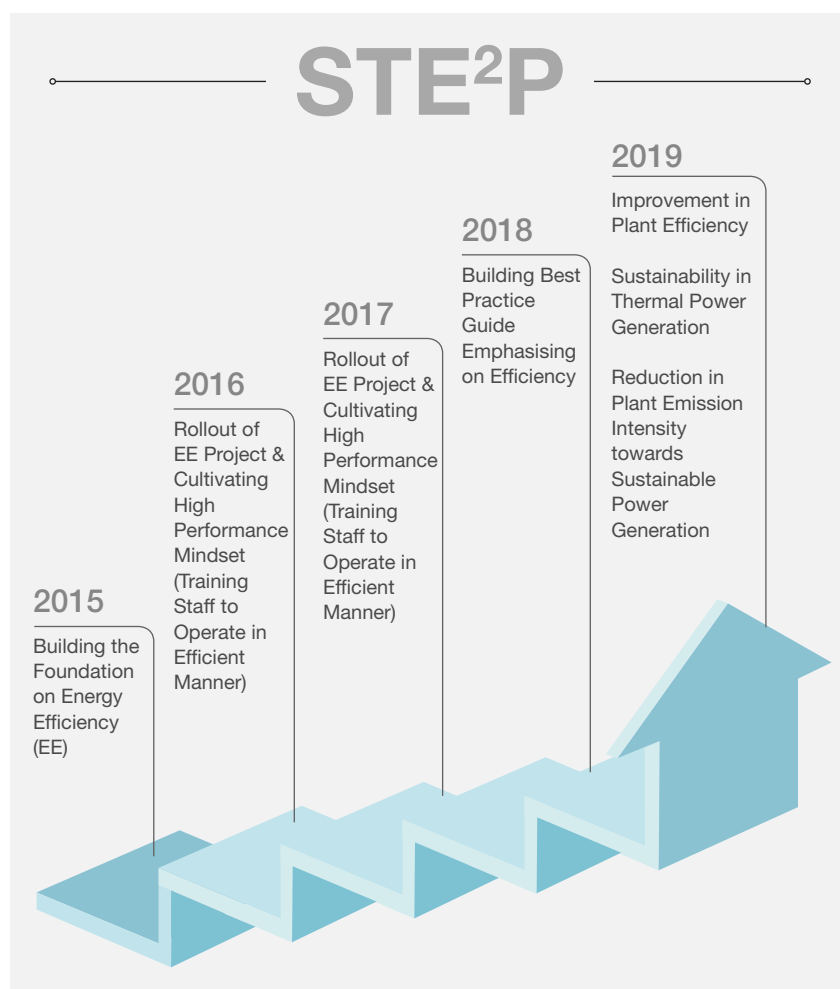 STE²P
2015
Building the
Foundation
on Energy
Efficiency
(EE)
2016
Rollout of
EE Project &
Cultivating
High
Performance
Mindset
(Training
Staff to
Operate in
Efficient
Manner)
2017
Rollout of
EE Project &
Cultivating
High
Performance
Mindset
(Training
Staff to
Operate in
Efficient
Manner)
2018
Building Best
Practice
Guide
Emphasising
on Efficiency
2019
Improvement in
Plant Efficiency
Sustainability in
Thermal Power
Generation
Reduction in
Plant Emission
Intensity
towards
Sustainable
Power
Generation